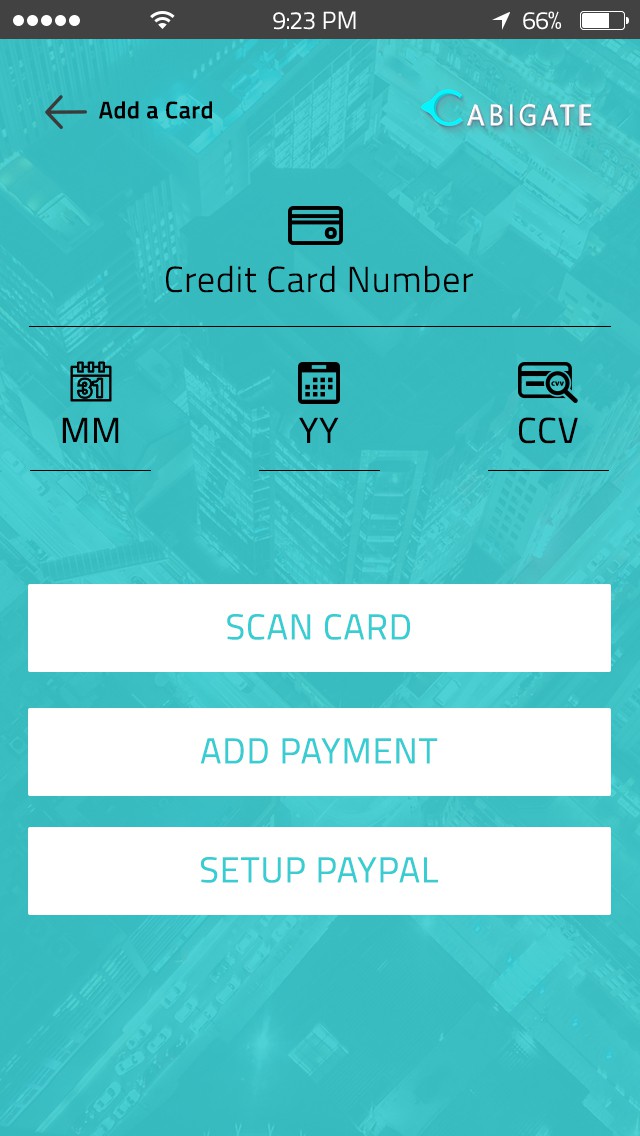 9:23 PM 66%
Add a Card
CABIGATE
Credit Card Number
31 CVV
MM YY CCV
SCAN CARD
ADD PAYMENT
SETUP PAYPAL